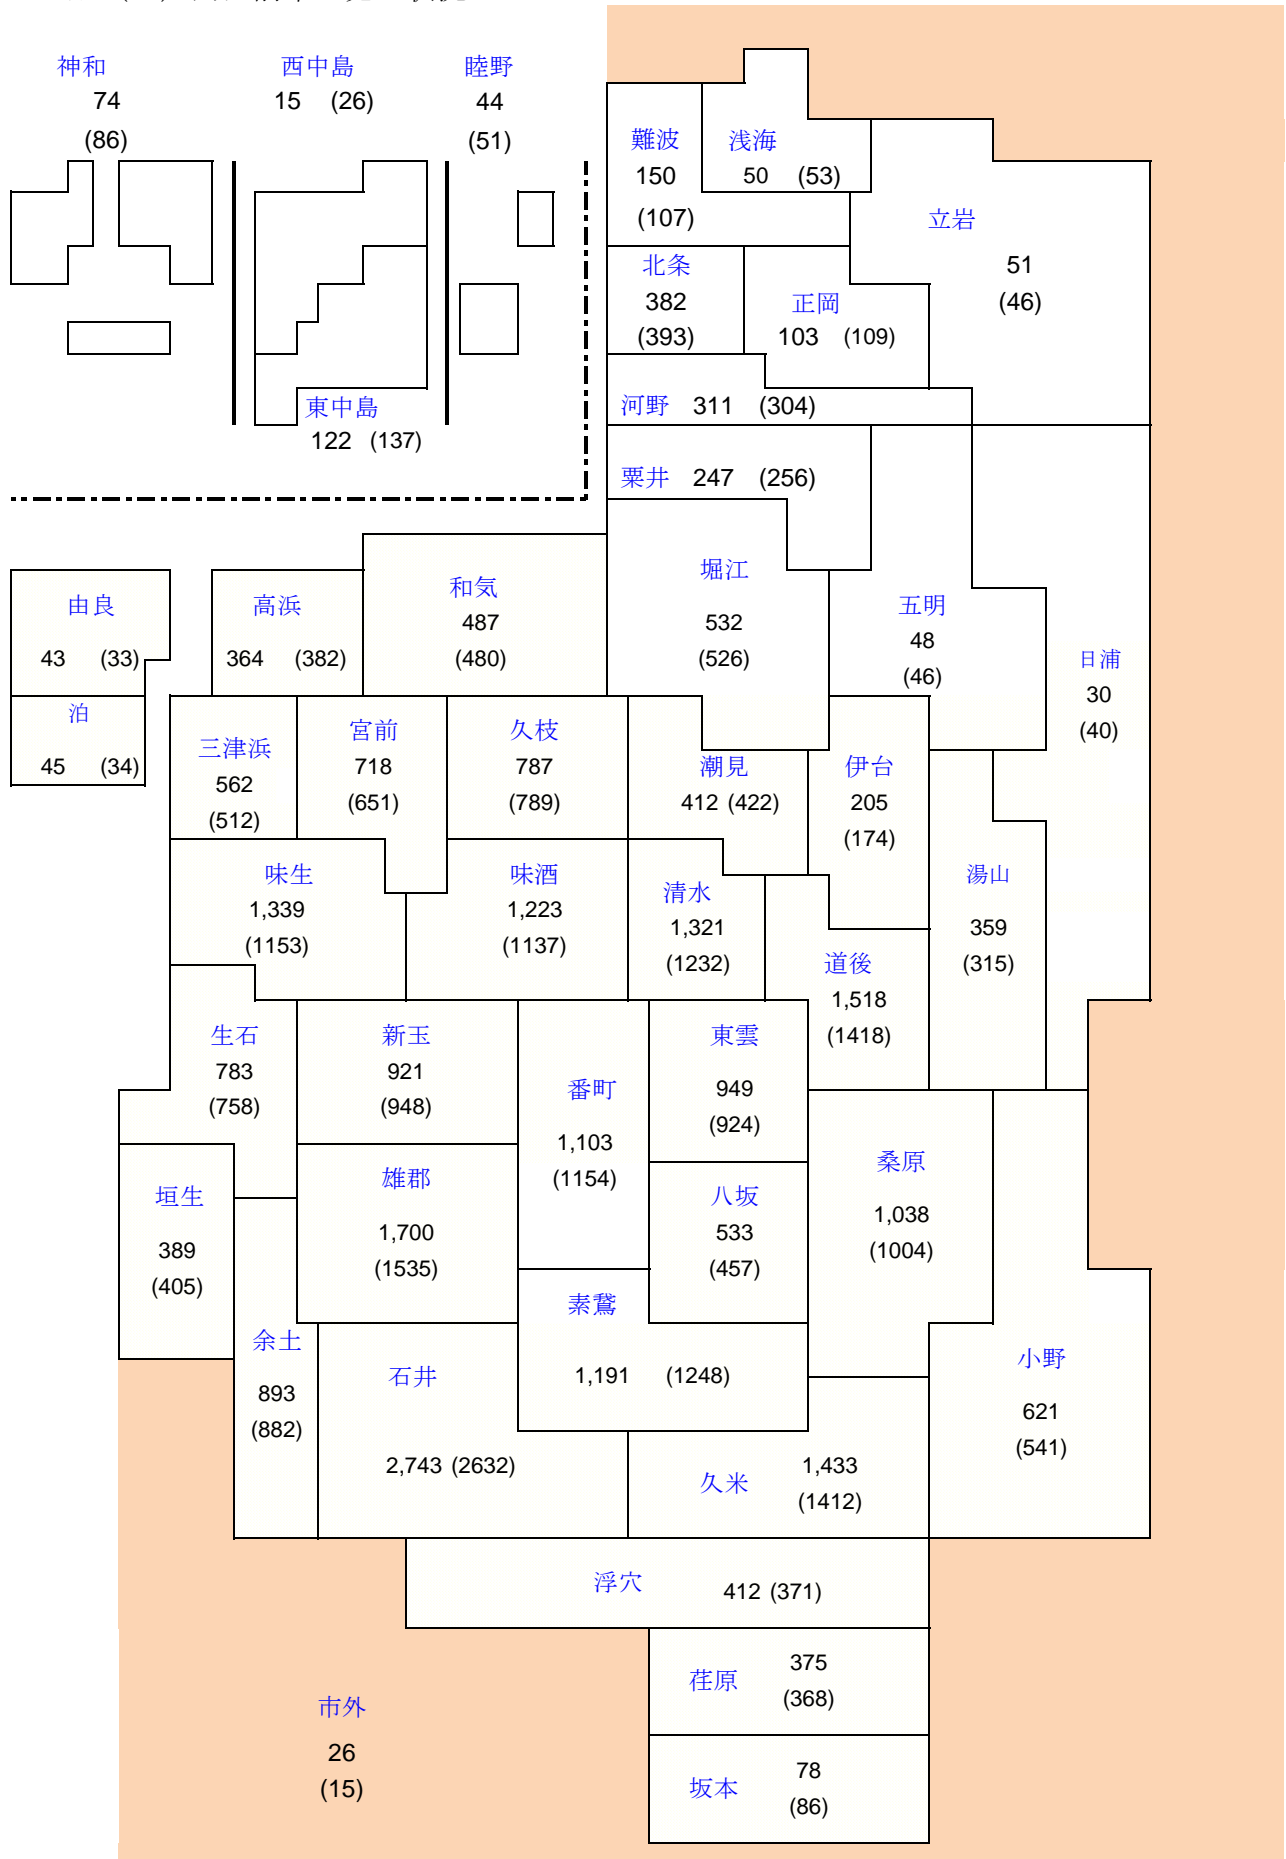 神和
74
(86)
西中島
15 (26)
睦野
44
(51)
東中島
122 (137)
難波
150
(107)
浅海
50 (53)
立岩
51
(46)
北条
382
(393)
正岡
103 (109)
河野 311 (304)
粟井 247 (256)
由良
43 (33)
泊
45 (34)
高浜
364 (382)
和気
487
(480)
堀江
532
(526)
五明
48
(46)
日浦
30
(40)
三津浜
562
(512)
宮前
718
(651)
久枝
787
(789)
潮見
412 (422)
伊台
205
(174)
湯山
359
(315)
味生
1,339
(1153)
味酒
1,223
(1137)
清水
1,321
(1232)
道後
1,518
(1418)
生石
783
(758)
新玉
921
(948)
番町
1,103
(1154)
東雲
949
(924)
桑原
1,038
(1004)
垣生
389
(405)
雄郡
1,700
(1535)
八坂
533
(457)
余土
893
(882)
石井
2,743 (2632)
素鵞
1,191 (1248)
久米
1,433
(1412)
小野
621
(541)
浮穴
412 (371)
荏原
375
(368)
坂本
78
(86)
市外
26
(15)